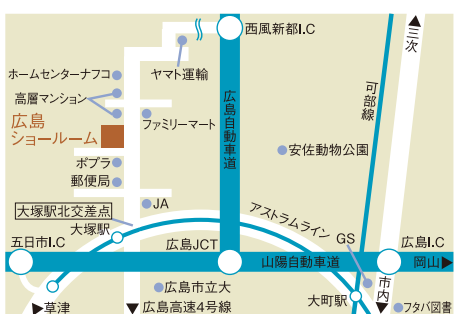 西風新都I.C
▲三次
ホームセンターナフコ
ヤマト運輸
高層マンション
広島自動車道
可部線
広島
ショールーム
ファミリーマート
安佐動物公園
ポプラ
郵便局
JA
アストラムライン
大塚駅北交差点
大塚駅
GS
五日市I.C
広島JCT
広島I.C
山陽自動車道
岡山▶
広島市立大
大町駅
市内▼
▶草津
▼広島高速4号線
フタバ図書